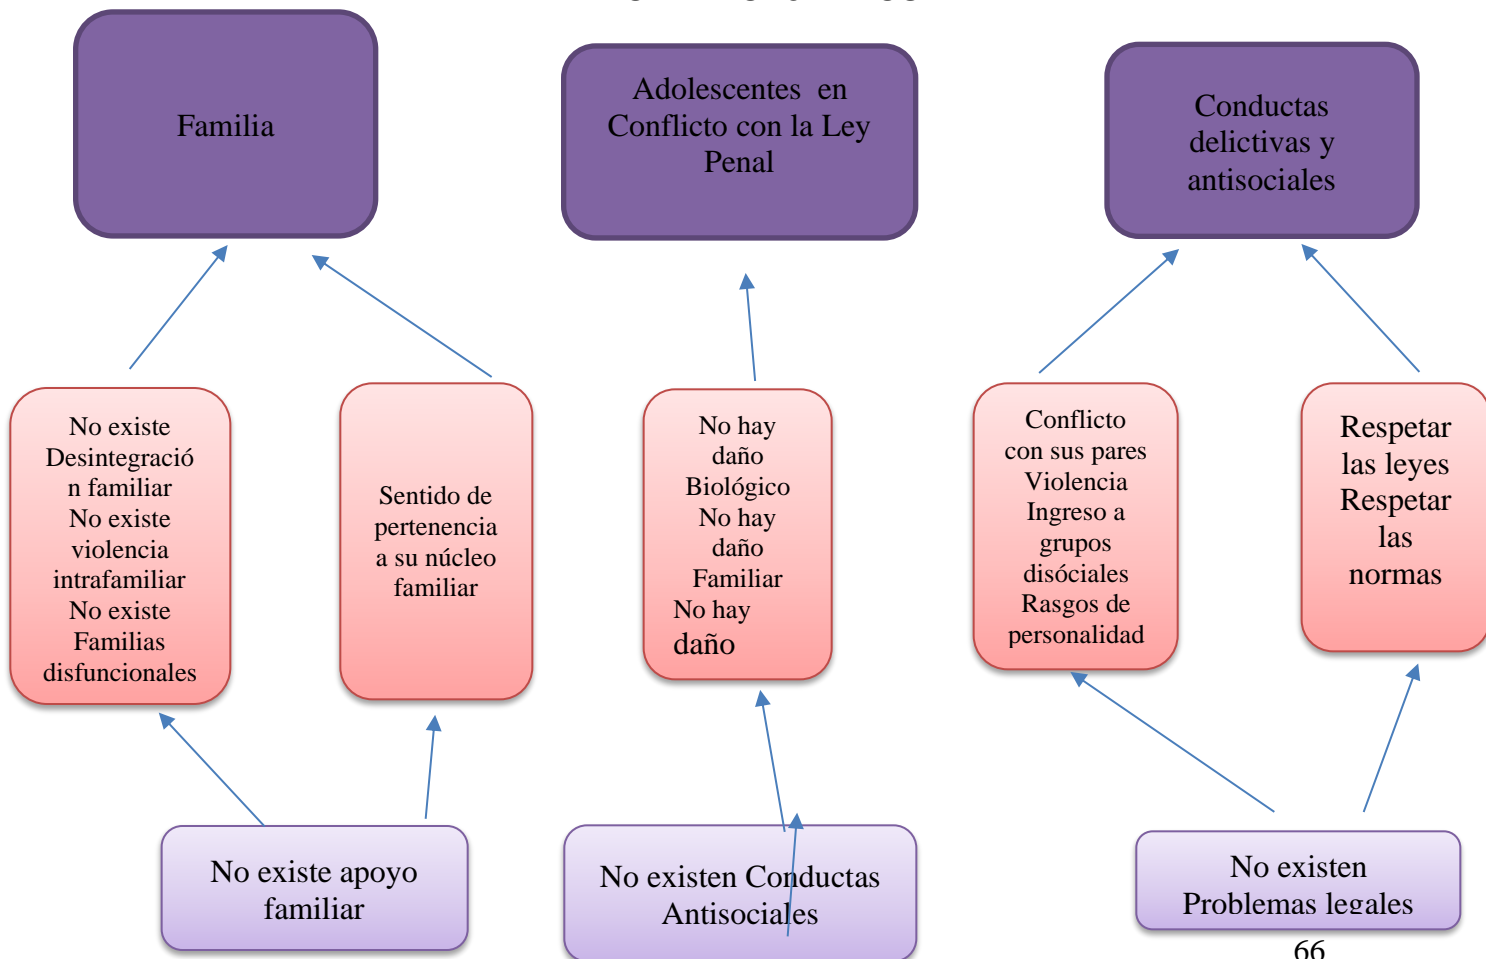 Familia
Adolescentes en
Conflicto con la Ley
Penal
Conductas
delictivas y
antisociales
No existe
Desintegració
n familiar
No existe
violencia
intrafamiliar
No existe
Familias
disfuncionales
Sentido de
pertenencia
a su núcleo
familiar
No hay
daño
Biológico
No hay
daño
Familiar
No hay
daño
Conflicto
con sus pares
Violencia
Ingreso a
grupos
disóciales
Rasgos de
personalidad
Respetar
las leyes
Respetar
las
normas
No existe apoyo
familiar
No existen Conductas
Antisociales
No existen
Problemas legales
66